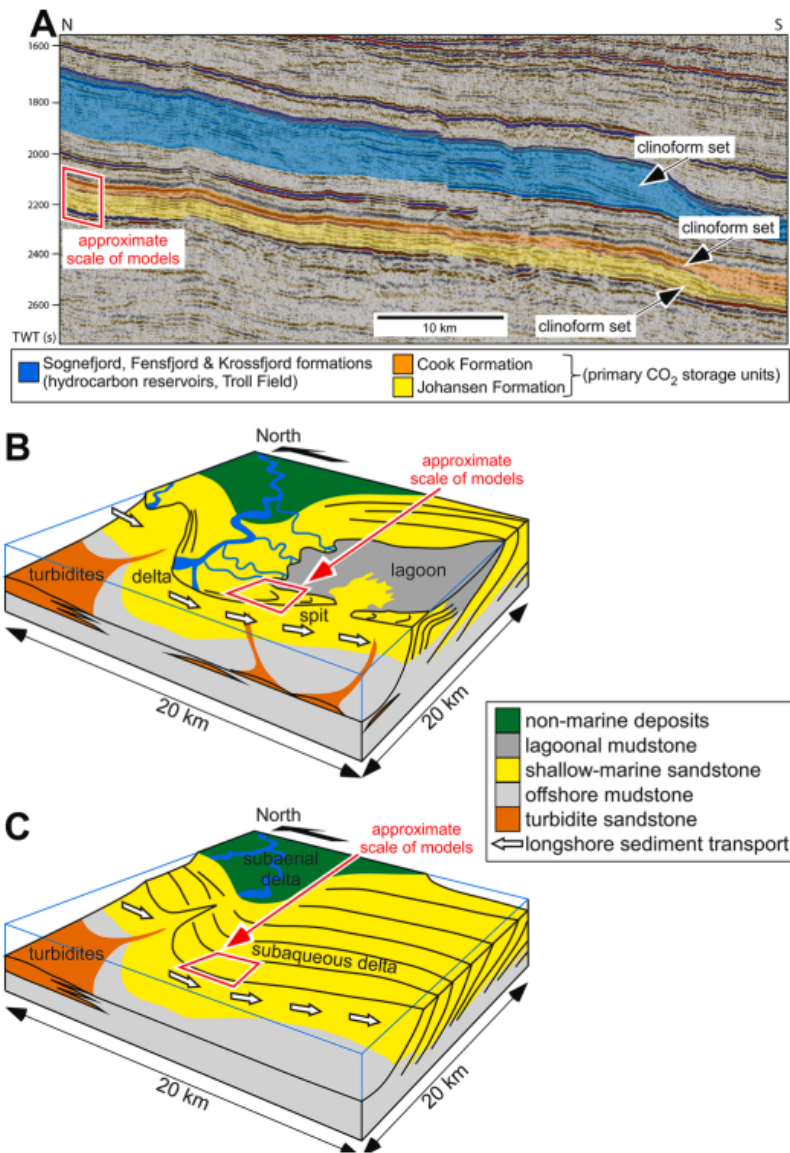 A
N
S
1600
1800
2000
2200
2400
2600
TWT (s)
clinoform set
clinoform set
clinoform set
approximate
scale of models
10 km
Sognefjord, Fensfjord & Krossfjord formations
(hydrocarbon reservoirs, Troll Field)
Cook Formation
Johansen Formation
(primary CO2 storage units)
B
North
approximate
scale of models
turbidites
delta
lagoon
spit
20 km
20 km
non-marine deposits
lagoonal mudstone
shallow-marine sandstone
offshore mudstone
turbidite sandstone
longshore sediment transport
C
North
approximate
scale of models
subaerial
delta
turbidites
subaqueous delta
20 km
20 km